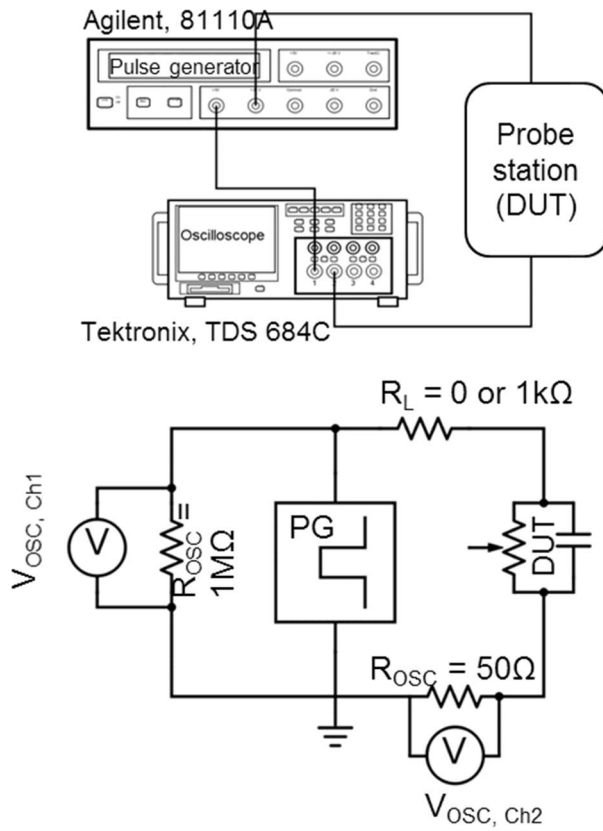 Agilent, 81110A
Pulse generator
Probe
station
(DUT)
Oscilloscope
1 2 3 4
Tektronix, TDS 684C
R_L = 0 or 1kΩ
V_OSC, Ch1
V
R_OSC =
1MΩ
PG
DUT
R_OSC = 50Ω
V
V_OSC, Ch2